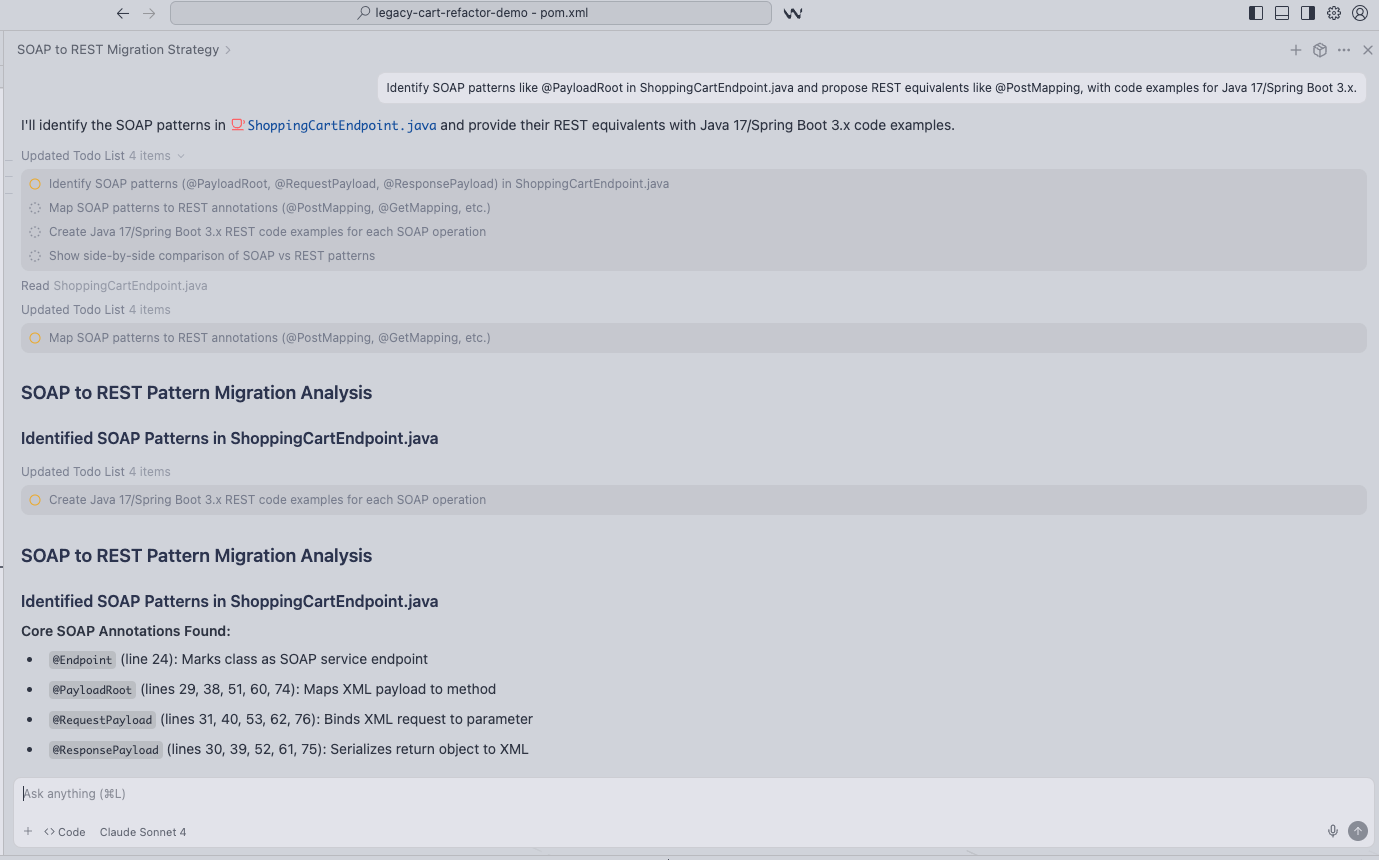 legacy-cart-refactor-demo - pom.xml
SOAP to REST Migration Strategy
Identify SOAP patterns like @PayloadRoot in ShoppingCartEndpoint.java and propose REST equivalents like @PostMapping, with code examples for Java 17/Spring Boot 3.x.
I'll identify the SOAP patterns in ShoppingCartEndpoint.java and provide their REST equivalents with Java 17/Spring Boot 3.x code examples.
Updated Todo List 4 items
Identify SOAP patterns (@PayloadRoot, @RequestPayload, @ResponsePayload) in ShoppingCartEndpoint.java
Map SOAP patterns to REST annotations (@PostMapping, @GetMapping, etc.)
Create Java 17/Spring Boot 3.x REST code examples for each SOAP operation
Show side-by-side comparison of SOAP vs REST patterns
Read ShoppingCartEndpoint.java
Updated Todo List 4 items
Map SOAP patterns to REST annotations (@PostMapping, @GetMapping, etc.)
SOAP to REST Pattern Migration Analysis
Identified SOAP Patterns in ShoppingCartEndpoint.java
Updated Todo List 4 items
Create Java 17/Spring Boot 3.x REST code examples for each SOAP operation
SOAP to REST Pattern Migration Analysis
Identified SOAP Patterns in ShoppingCartEndpoint.java
Core SOAP Annotations Found:
• @Endpoint (line 24): Marks class as SOAP service endpoint
• @PayloadRoot (lines 29, 38, 51, 60, 74): Maps XML payload to method
• @RequestPayload (lines 31, 40, 53, 62, 76): Binds XML request to parameter
• @ResponsePayload (lines 30, 39, 52, 61, 75): Serializes return object to XML
Ask anything (⌘L)
+ <> Code Claude Sonnet 4